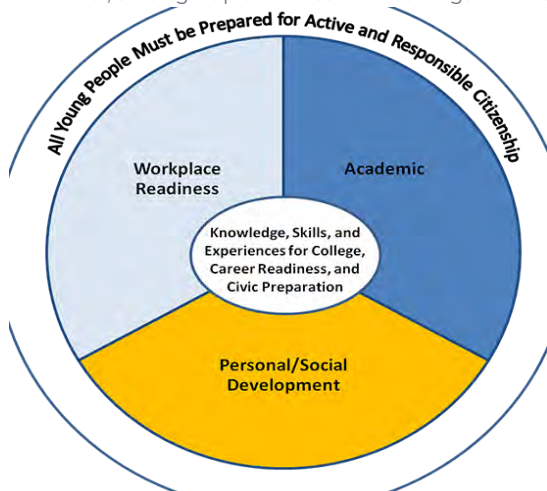 All Young People Must be Prepared for Active and Responsible Citizenship
Workplace
Readiness
Academic
Knowledge, Skills, and
Experiences for College,
Career Readiness, and
Civic Preparation
Personal/Social
Development